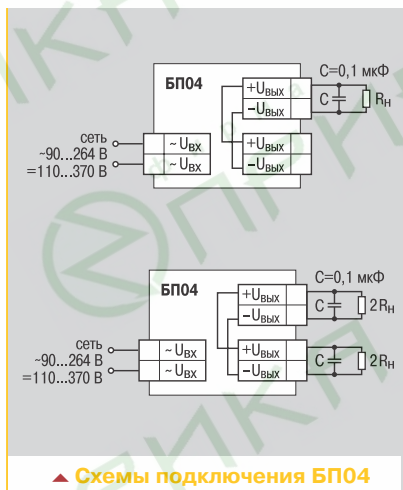 C=0,1 мкФ
БП04
+Uвых
−Uвых
C
Rн
сеть
~90...264 В
=110...370 В
~ Uвх
~ Uвх
+Uвых
−Uвых
C=0,1 мкФ
БП04
+Uвых
−Uвых
C
2Rн
сеть
~90...264 В
=110...370 В
~ Uвх
~ Uвх
+Uвых
−Uвых
C
2Rн
▲ Схемы подключения БП04